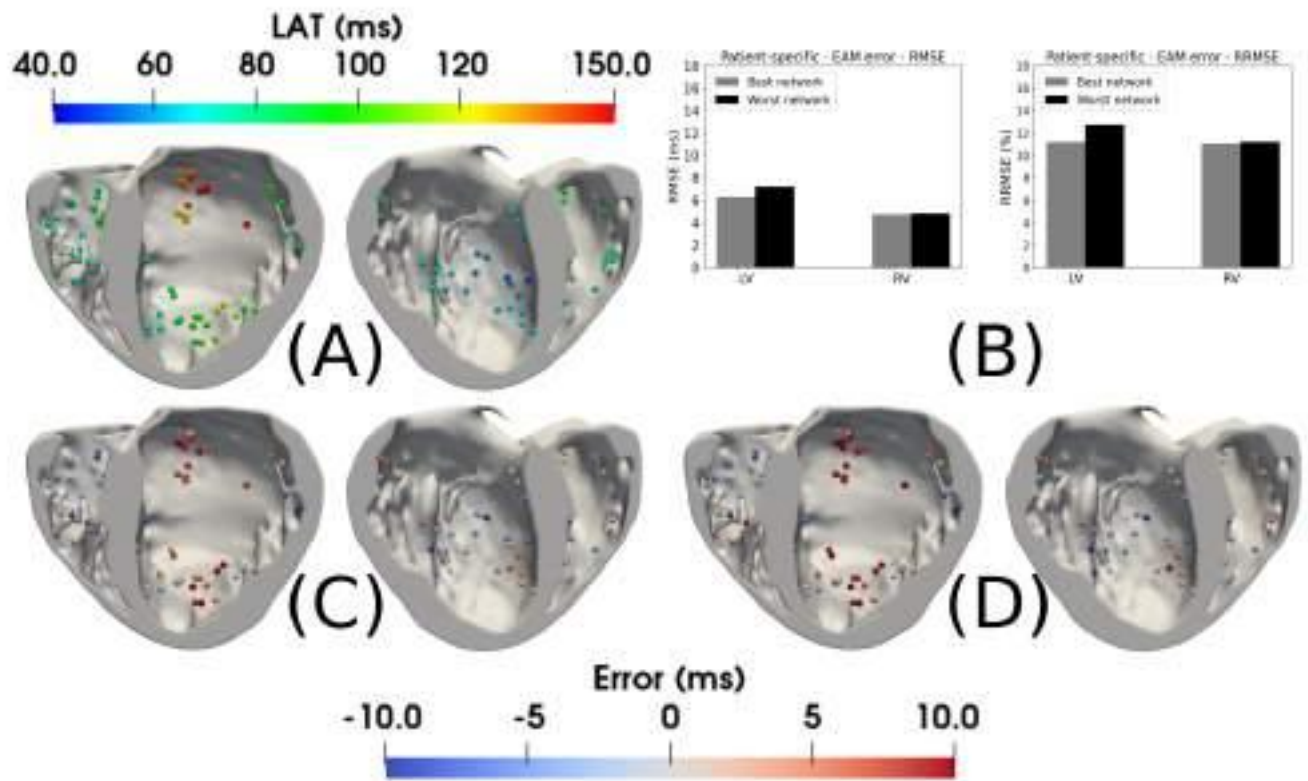 LAT (ms)
40.0 60 80 100 120 150.0
Patient-specific - EAM error - RMSE
18
16
14
12
10
8
6
4
2
0
RMSE (ms)
Best network
Worst network
LV RV
Patient-specific - EAM error - RRMSE
18
16
14
12
10
8
6
4
2
0
RRMSE (%)
Best network
Worst network
LV RV
(A)
(B)
(C)
(D)
Error (ms)
-10.0 -5 0 5 10.0